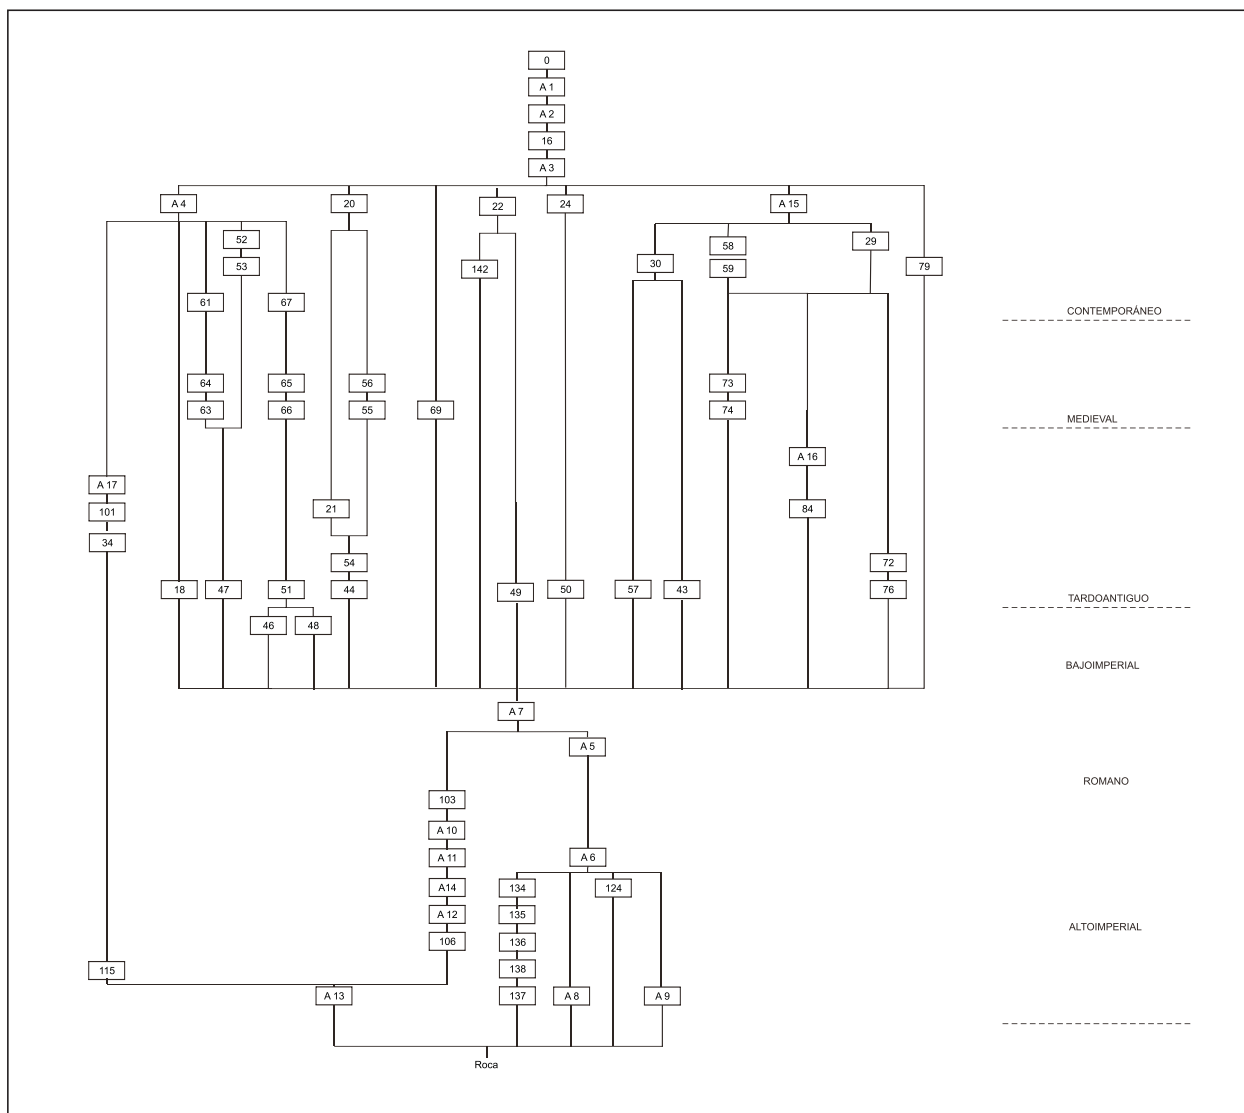 0
A 1
A 2
16
A 3
A 4
20
22
24
A 15
52
58
29
53
142
30
59
79
61
67
CONTEMPORÁNEO
64
65
56
73
63
66
55
69
74
MEDIEVAL
A 17
A 16
101
21
84
34
54
72
18
47
51
44
49
50
57
43
76
TARDOANTIGUO
46
48
BAJOIMPERIAL
A 7
A 5
ROMANO
103
A 10
A 11
A 6
A14
134
124
A 12
135
ALTOIMPERIAL
106
136
115
138
A 13
137
A 8
A 9
Roca